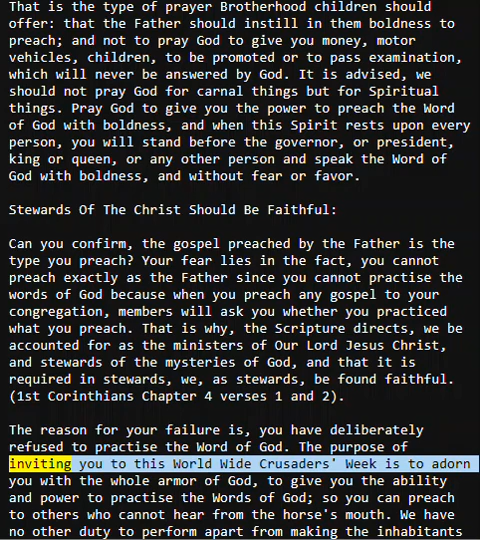 That is the type of prayer Brotherhood children should
offer: that the Father should instill in them boldness to
preach; and not to pray God to give you money, motor
vehicles, children, to be promoted or to pass examination,
which will never be answered by God. It is advised, we
should not pray God for carnal things but for Spiritual
things. Pray God to give you the power to preach the Word
of God with boldness, and when this Spirit rests upon every
person, you will stand before the governor, or president,
king or queen, or any other person and speak the Word of
God with boldness, and without fear or favor.
Stewards Of The Christ Should Be Faithful:
Can you confirm, the gospel preached by the Father is the
type you preach? Your fear lies in the fact, you cannot
preach exactly as the Father since you cannot practise the
words of God because when you preach any gospel to your
congregation, members will ask you whether you practiced
what you preach. That is why, the Scripture directs, we be
accounted for as the ministers of Our Lord Jesus Christ,
and stewards of the mysteries of God, and that it is
required in stewards, we, as stewards, be found faithful.
(1st Corinthians Chapter 4 verses 1 and 2).
The reason for your failure is, you have deliberately
refused to practise the Word of God. The purpose of
inviting you to this World Wide Crusaders' Week is to adorn
you with the whole armor of God, to give you the ability
and power to practise the Words of God; so you can preach
to others who cannot hear from the horse's mouth. We have
no other duty to perform apart from making the inhabitants